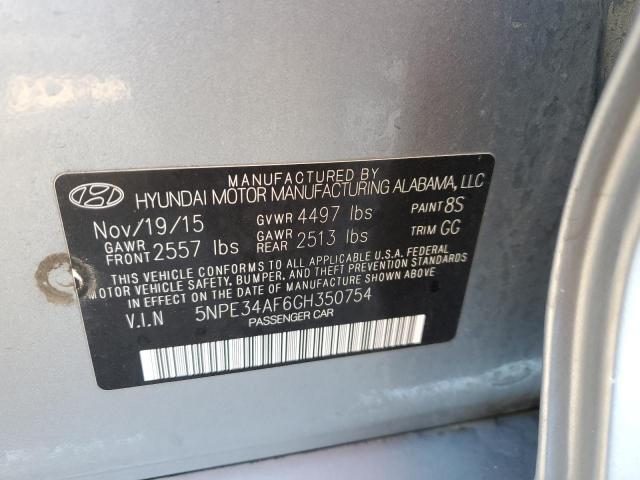 MANUFACTURED BY
HYUNDAI MOTOR MANUFACTURING ALABAMA, LLC
Nov/19/15 GVWR 4497 lbs PAINT 8S
GAWR FRONT 2557 lbs GAWR REAR 2513 lbs TRIM GG
THIS VEHICLE CONFORMS TO ALL APPLICABLE U.S.A. FEDERAL
MOTOR VEHICLE SAFETY, BUMPER, AND THEFT PREVENTION STANDARDS
IN EFFECT ON THE DATE OF MANUFACTURE SHOWN ABOVE.
V.I.N 5NPE34AF6GH350754
PASSENGER CAR